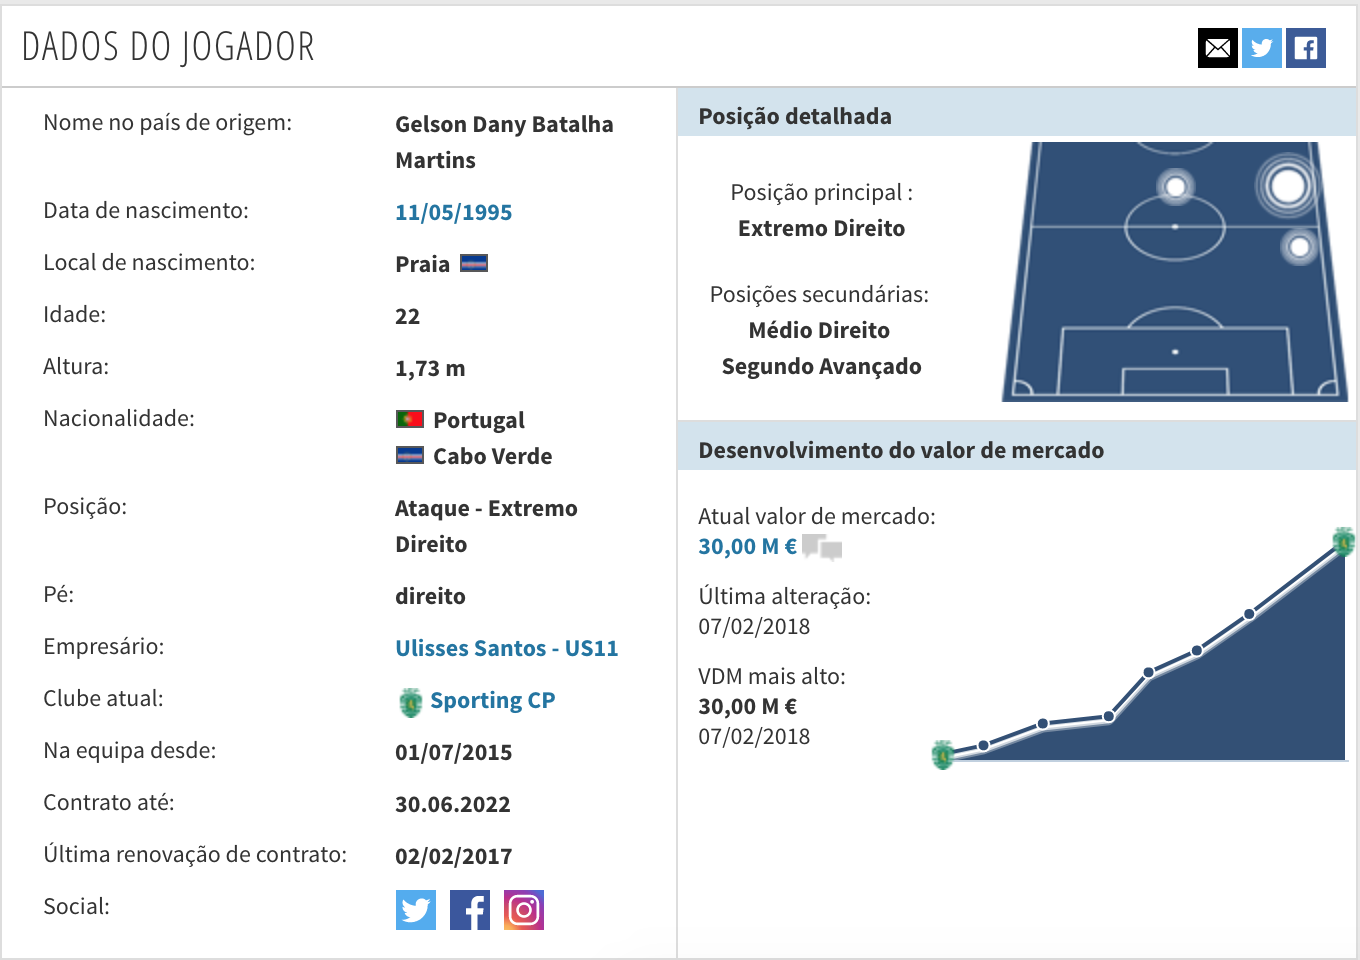 DADOS DO JOGADOR
Nome no país de origem: Gelson Dany Batalha
Martins
Data de nascimento: 11/05/1995
Local de nascimento: Praia
Idade: 22
Altura: 1,73 m
Nacionalidade: Portugal
Cabo Verde
Posição: Ataque - Extremo
Direito
Pé: direito
Empresário: Ulisses Santos - US11
Clube atual: Sporting CP
Na equipa desde: 01/07/2015
Contrato até: 30.06.2022
Última renovação de contrato: 02/02/2017
Social:
Posição detalhada
Posição principal :
Extremo Direito
Posições secundárias:
Médio Direito
Segundo Avançado
Desenvolvimento do valor de mercado
Atual valor de mercado:
30,00 M €
Última alteração:
07/02/2018
VDM mais alto:
30,00 M €
07/02/2018